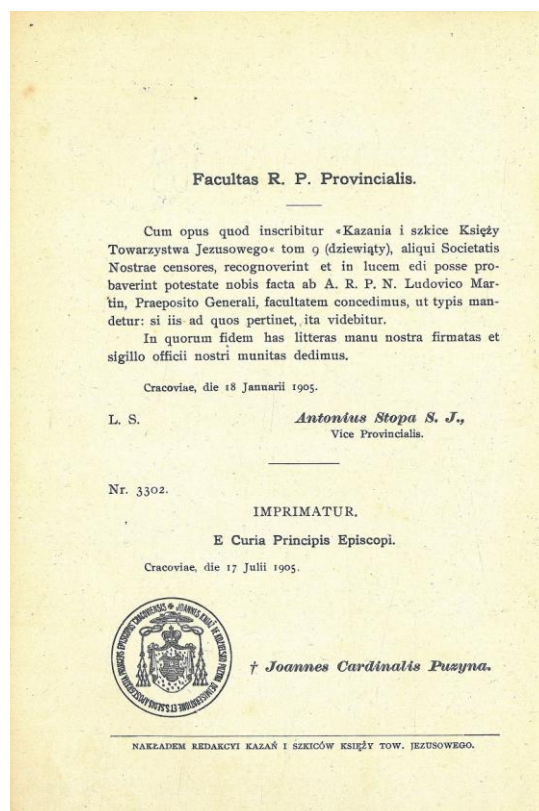 Facultas R. P. Provincialis.
Cum opus quod inscribitur «Kazania i szkice Księży
Towarzystwa Jezusowego« tom 9 (dziewiąty), aliqui Societatis
Nostrae censores, recognoverint et in lucem edi posse pro-
baverint potestate nobis facta ab A. R. P. N. Ludovico Mar-
tin, Praeposito Generali, facultatem concedimus, ut typis man-
detur: si iis ad quos pertinet, ita videbitur.
In quorum fidem has litteras manu nostra firmatas et
sigillo officii nostri munitas dedimus.
Cracoviae, die 18 Januarii 1905.
L. S.
Antonius Stopa S. J.,
Vice Provincialis.
Nr. 3302.
IMPRIMATUR.
E Curia Principis Episcopi.
Cracoviae, die 17 Julii 1905.
† Joannes Cardinalis Puzyna.
NAKŁADEM REDAKCYI KAZAŃ I SZKICÓW KSIĘŻY TOW. JEZUSOWEGO.